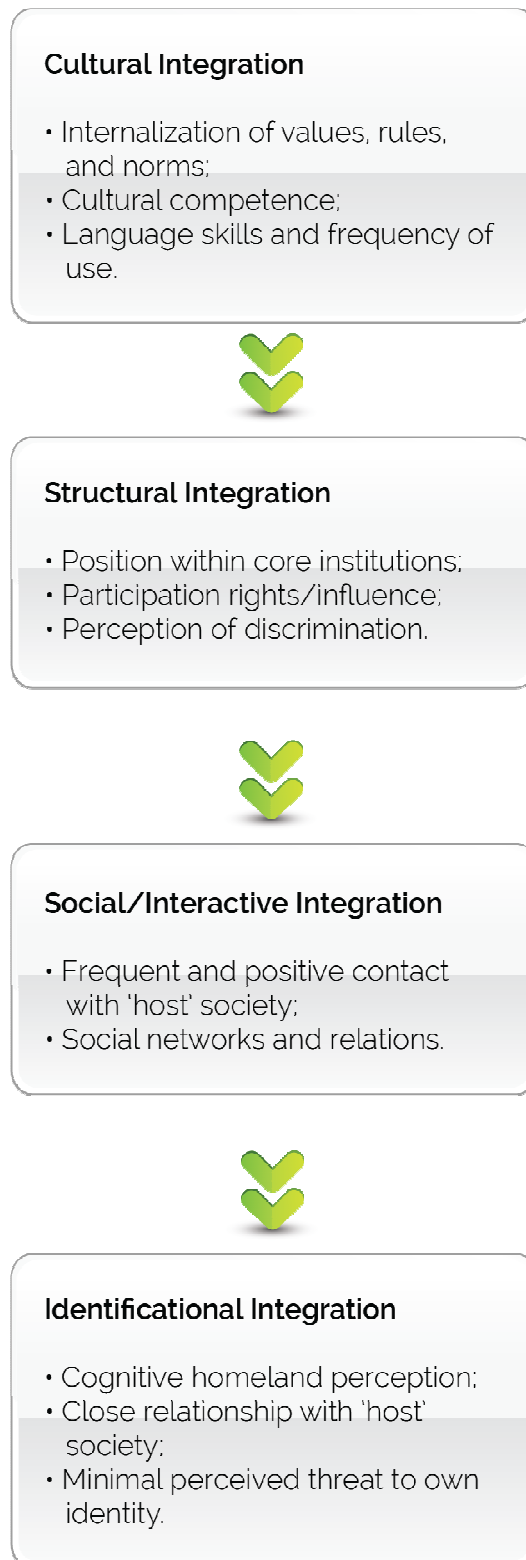 Cultural Integration
• Internalization of values, rules,
and norms;
• Cultural competence;
• Language skills and frequency of
use.
Structural Integration
• Position within core institutions;
• Participation rights/influence;
• Perception of discrimination.
Social/Interactive Integration
• Frequent and positive contact
with ‘host’ society;
• Social networks and relations.
Identificational Integration
• Cognitive homeland perception;
• Close relationship with ‘host’
society;
• Minimal perceived threat to own
identity.